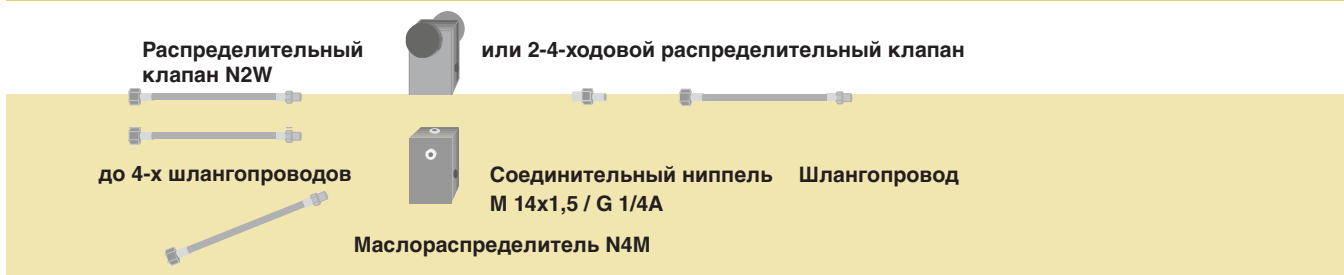 Распределительный
клапан N2W
или 2-4-ходовой распределительный клапан
до 4-х шлангопроводов
Соединительный ниппель
M 14x1,5 / G 1/4A
Шлангопровод
Маслораспределитель N4M